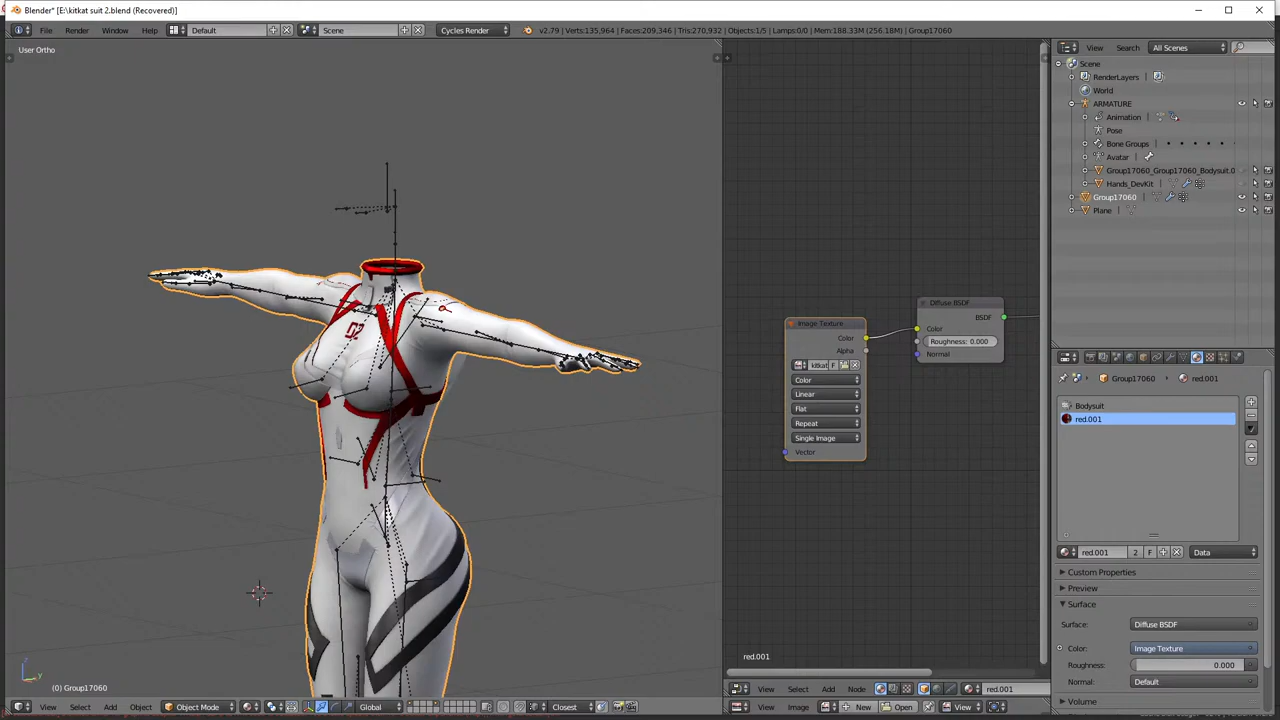 Blender* [E:\kitkat suit 2.blend (Recovered)]
File Render Window Help Default Scene Cycles Render v2.79 | Verts:135,964 | Faces:209,346 | Tris:270,932 | Objects:1/5 | Lamps:0/0 | Mem:188.33M (256.18M) | Group17060
User Ortho
View Search All Scenes
Scene
RenderLayers
World
ARMATURE
Animation
Pose
Bone Groups
Avatar
Group17060_Group17060_Bodysuit.0
Hands_DevKit
Group17060
Plane
Image Texture
Color
Alpha
kitkat F
Color
Linear
Flat
Repeat
Single Image
Vector
Diffuse BSDF
BSDF
Color
Roughness: 0.000
Normal
02
Group17060 red.001
Bodysuit
red.001
red.001 2 F Data
Custom Properties
Preview
Surface
Surface: Diffuse BSDF
Color: Image Texture
Roughness: 0.000
Normal: Default
Volume
red.001
(0) Group17060
View Select Add Node red.001
View Select Add Object Object Mode Global Closest
View Image New Open View